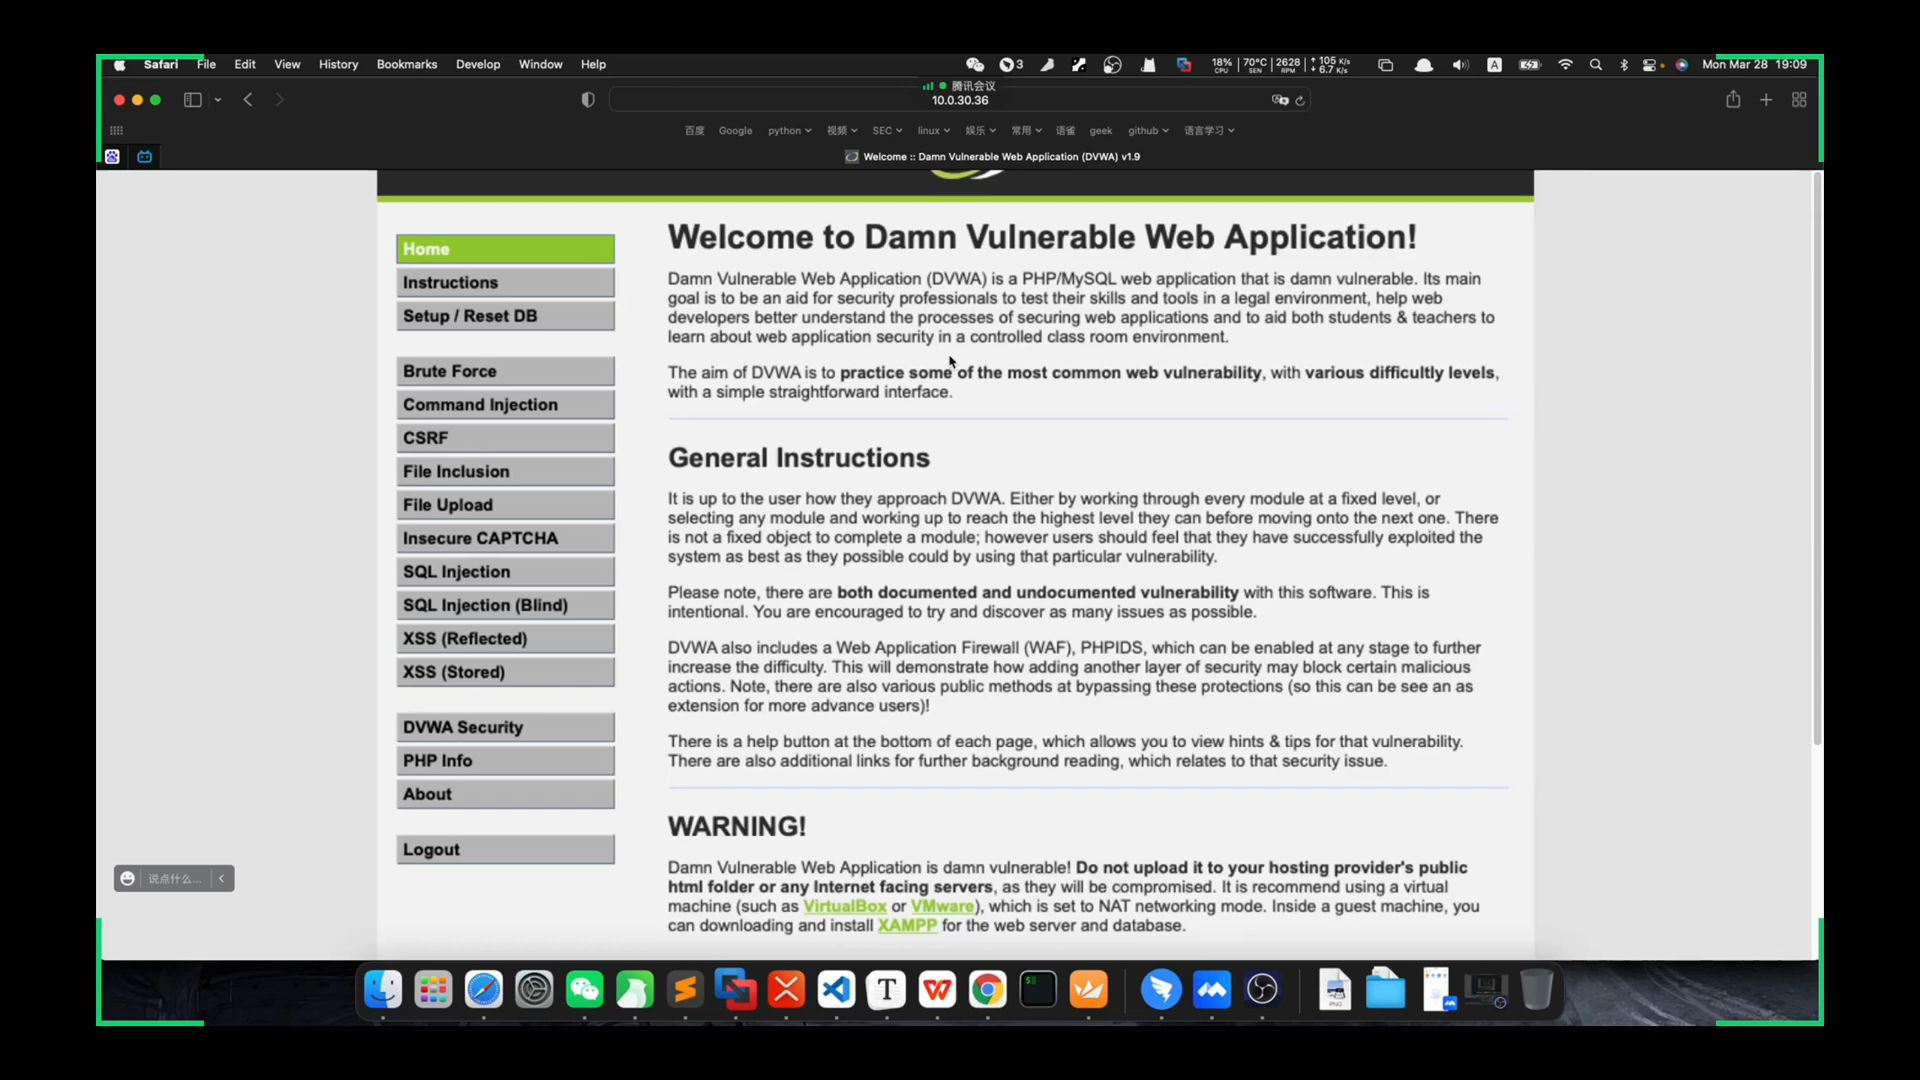 Safari File Edit View History Bookmarks Develop Window Help
3 18% CPU 70°C SEN 2628 RPM ↑105 K/s ↓6.7 K/s A Mon Mar 28 19:09
腾讯会议
10.0.30.36
百度 Google python 视频 SEC linux 娱乐 常用 语雀 geek github 语言学习
Welcome :: Damn Vulnerable Web Application (DVWA) v1.9
Home
Instructions
Setup / Reset DB
Brute Force
Command Injection
CSRF
File Inclusion
File Upload
Insecure CAPTCHA
SQL Injection
SQL Injection (Blind)
XSS (Reflected)
XSS (Stored)
DVWA Security
PHP Info
About
Logout
Welcome to Damn Vulnerable Web Application!
Damn Vulnerable Web Application (DVWA) is a PHP/MySQL web application that is damn vulnerable. Its main
goal is to be an aid for security professionals to test their skills and tools in a legal environment, help web
developers better understand the processes of securing web applications and to aid both students & teachers to
learn about web application security in a controlled class room environment.
The aim of DVWA is to practice some of the most common web vulnerability, with various difficultly levels,
with a simple straightforward interface.
General Instructions
It is up to the user how they approach DVWA. Either by working through every module at a fixed level, or
selecting any module and working up to reach the highest level they can before moving onto the next one. There
is not a fixed object to complete a module; however users should feel that they have successfully exploited the
system as best as they possible could by using that particular vulnerability.
Please note, there are both documented and undocumented vulnerability with this software. This is
intentional. You are encouraged to try and discover as many issues as possible.
DVWA also includes a Web Application Firewall (WAF), PHPIDS, which can be enabled at any stage to further
increase the difficulty. This will demonstrate how adding another layer of security may block certain malicious
actions. Note, there are also various public methods at bypassing these protections (so this can be see an as
extension for more advance users)!
There is a help button at the bottom of each page, which allows you to view hints & tips for that vulnerability.
There are also additional links for further background reading, which relates to that security issue.
WARNING!
Damn Vulnerable Web Application is damn vulnerable! Do not upload it to your hosting provider's public
html folder or any Internet facing servers, as they will be compromised. It is recommend using a virtual
machine (such as VirtualBox or VMware), which is set to NAT networking mode. Inside a guest machine, you
can downloading and install XAMPP for the web server and database.
说点什么...